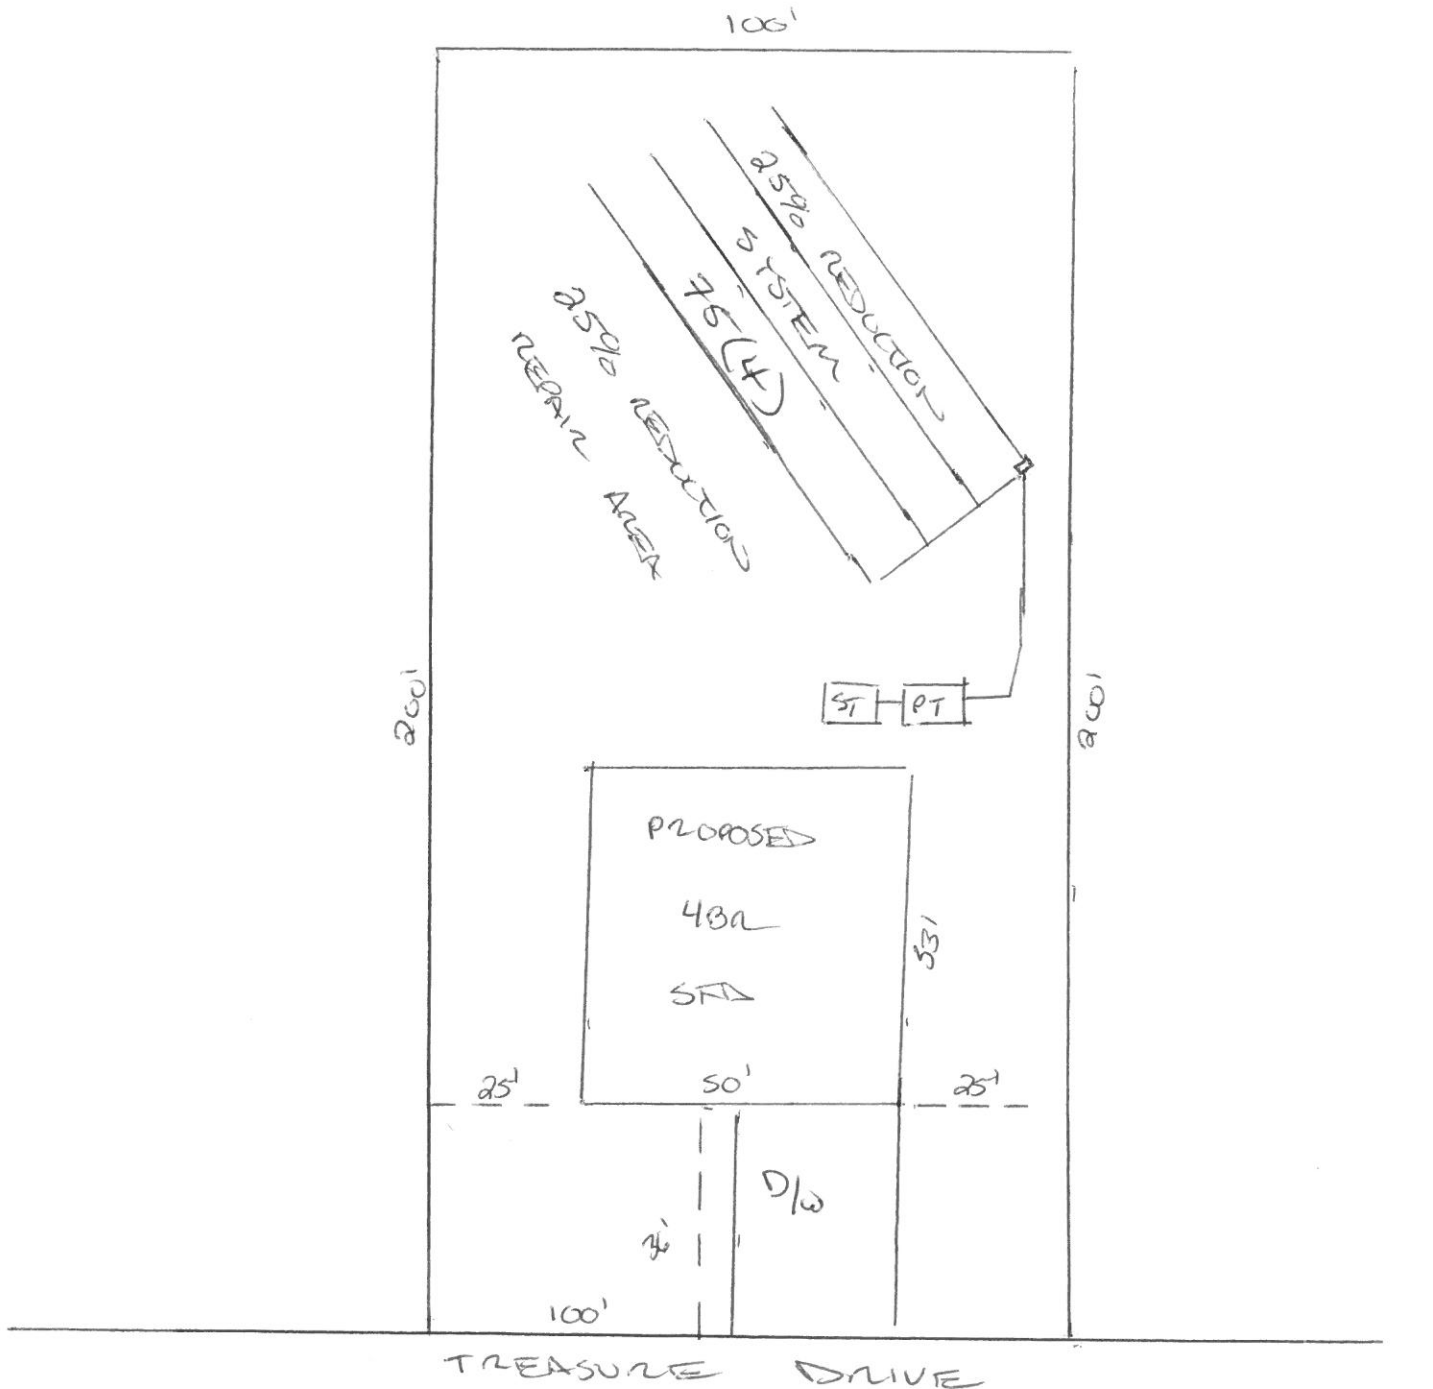 100'
25% REDUCTION
SYSTEM
75(4)
25% REDUCTION
REPAIR AREA
200'
200'
ST
PT
PROPOSED
4BR
SFD
53'
25'
50'
25'
D/W
36'
100'
TREASURE DRIVE